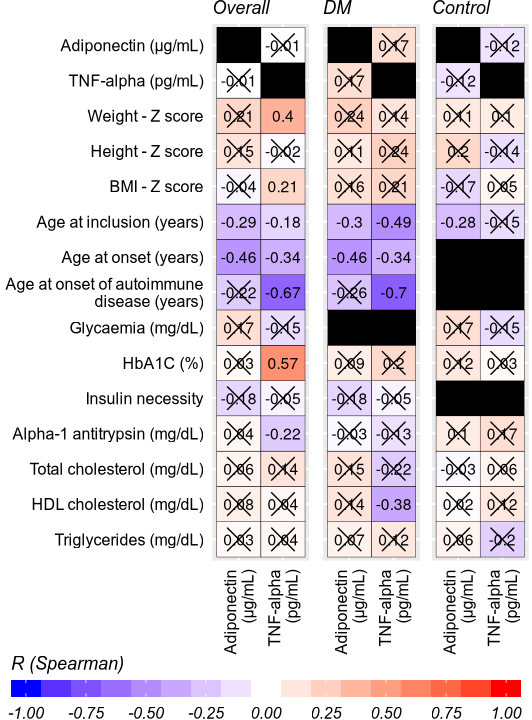 Overall DM Control
Adiponectin (µg/mL) -0.01 0.17 -0.12
TNF-alpha (pg/mL) -0.01 0.17 -0.12
Weight - Z score 0.21 0.4 0.24 0.14 0.11 0.1
Height - Z score 0.15 -0.02 0.11 0.24 0.2 -0.14
BMI - Z score -0.04 0.21 0.16 0.21 -0.17 0.05
Age at inclusion (years) -0.29 -0.18 -0.3 -0.49 -0.28 -0.15
Age at onset (years) -0.46 -0.34 -0.46 -0.34
Age at onset of autoimmune
disease (years) -0.22 -0.67 -0.26 -0.7
Glycaemia (mg/dL) 0.17 -0.15 0.17 -0.15
HbA1C (%) 0.03 0.57 0.09 0.2 0.12 0.03
Insulin necessity -0.18 -0.05 -0.18 -0.05
Alpha-1 antitrypsin (mg/dL) 0.04 -0.22 -0.03 -0.13 0.1 0.17
Total cholesterol (mg/dL) 0.06 0.14 0.15 -0.22 -0.03 0.06
HDL cholesterol (mg/dL) 0.08 0.04 0.14 -0.38 0.02 0.12
Triglycerides (mg/dL) 0.03 0.04 0.07 0.12 0.06 -0.2
Adiponectin
(µg/mL)
TNF-alpha
(pg/mL)
Adiponectin
(µg/mL)
TNF-alpha
(pg/mL)
Adiponectin
(µg/mL)
TNF-alpha
(pg/mL)
R (Spearman)
-1.00 -0.75 -0.50 -0.25 0.00 0.25 0.50 0.75 1.00